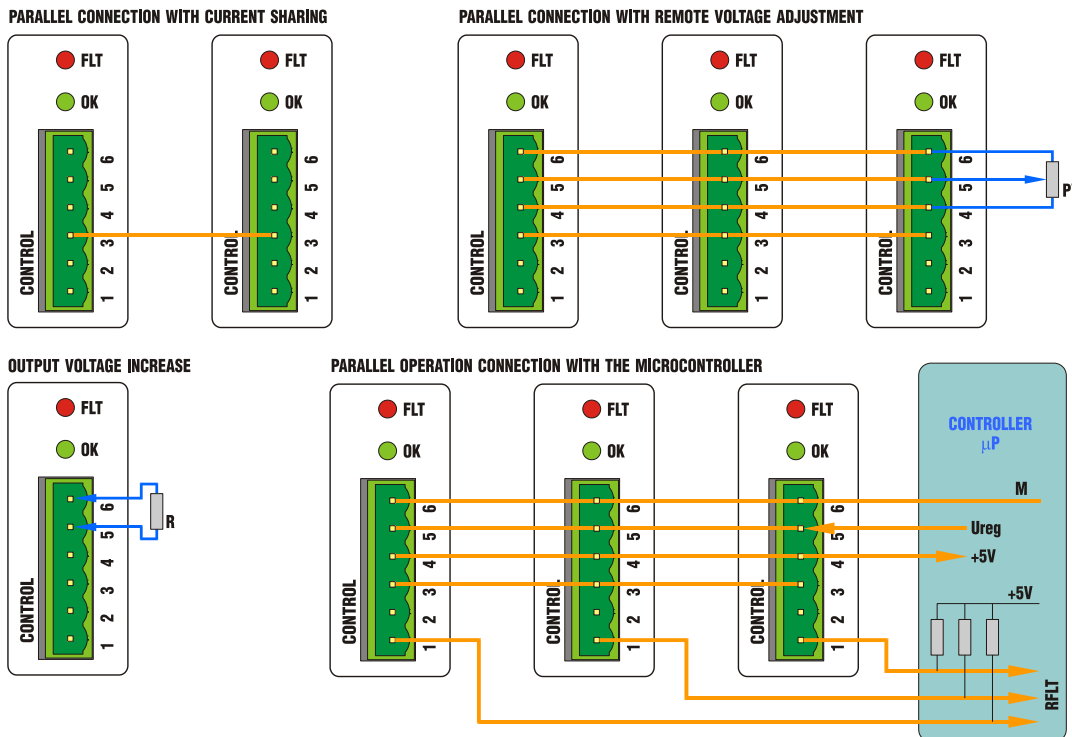 PARALLEL CONNECTION WITH CURRENT SHARING
FLT
OK
CONTROL
6
5
4
3
2
1
FLT
OK
CONTROL
6
5
4
3
2
1
PARALLEL CONNECTION WITH REMOTE VOLTAGE ADJUSTMENT
FLT
OK
CONTROL
6
5
4
3
2
1
FLT
OK
CONTROL
6
5
4
3
2
1
FLT
OK
CONTROL
6
5
4
3
2
1
P
OUTPUT VOLTAGE INCREASE
FLT
OK
CONTROL
6
5
4
3
2
1
R
PARALLEL OPERATION CONNECTION WITH THE MICROCONTROLLER
FLT
OK
CONTROL
6
5
4
3
2
1
FLT
OK
CONTROL
6
5
4
3
2
1
FLT
OK
CONTROL
6
5
4
3
2
1
CONTROLLER
μP
M
Ureg
+5V
+5V
RFLT